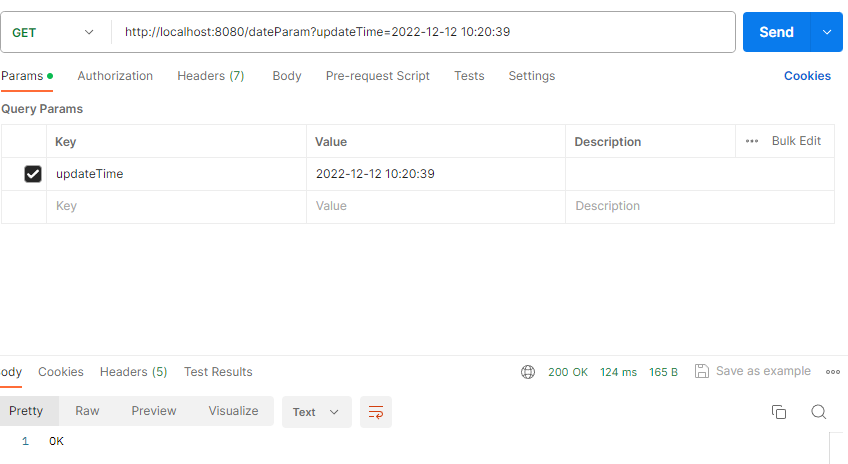 GET http://localhost:8080/dateParam?updateTime=2022-12-12 10:20:39 Send
Params Authorization Headers (7) Body Pre-request Script Tests Settings Cookies
Query Params
Key Value Description ••• Bulk Edit
updateTime 2022-12-12 10:20:39
Key Value Description
ody Cookies Headers (5) Test Results 200 OK 124 ms 165 B Save as example
Pretty Raw Preview Visualize Text
1 OK